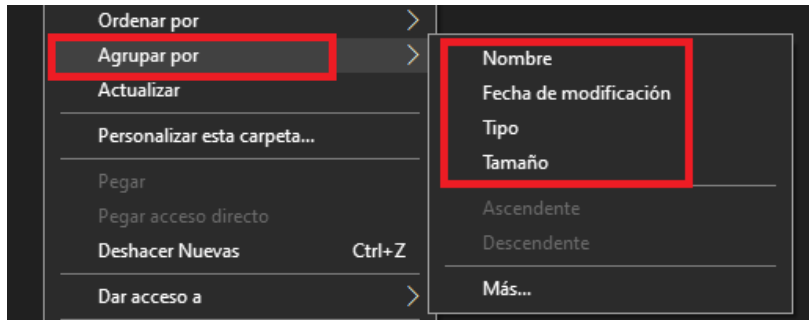 Ordenar por
Agrupar por
Actualizar
Personalizar esta carpeta...
Pegar
Pegar acceso directo
Deshacer Nuevas Ctrl+Z
Dar acceso a
Nombre
Fecha de modificación
Tipo
Tamaño
Ascendente
Descendente
Más...